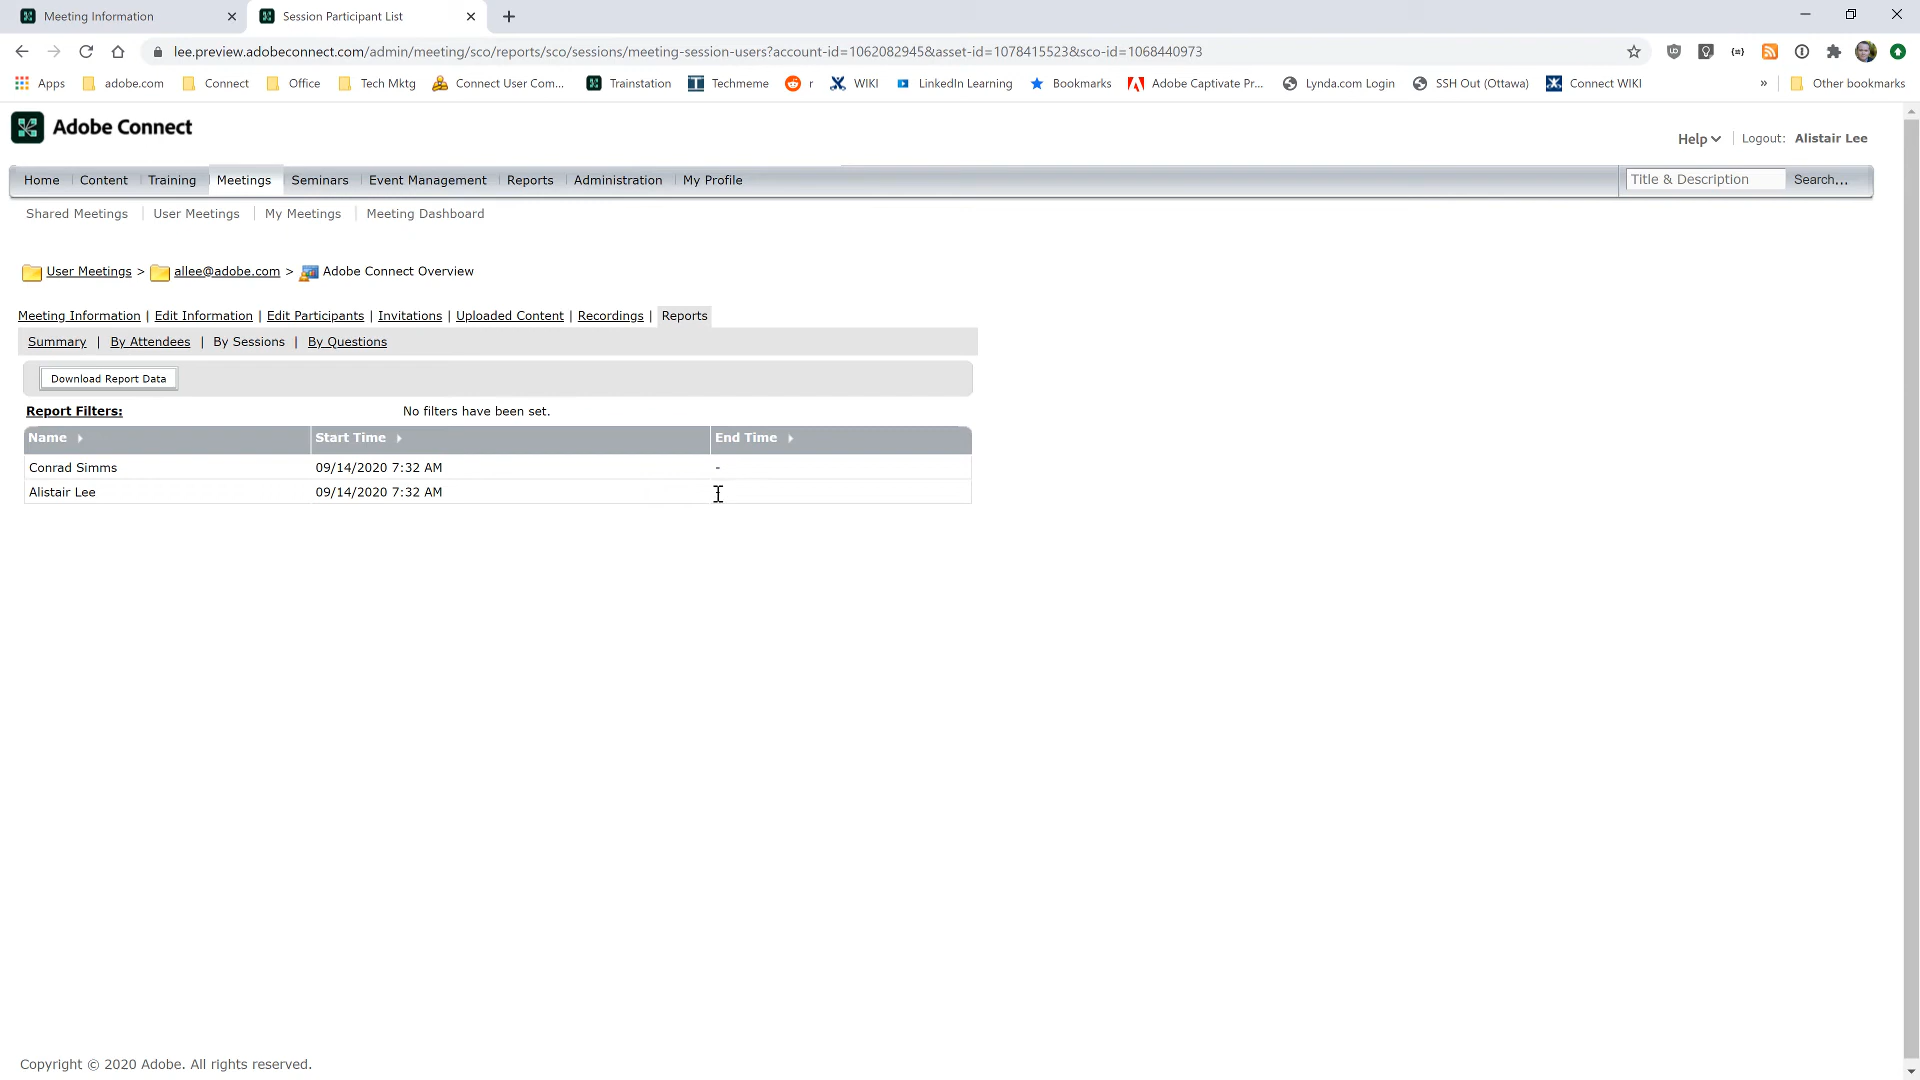 Meeting Information
Session Participant List
lee.preview.adobeconnect.com/admin/meeting/sco/reports/sco/sessions/meeting-session-users?account-id=1062082945&asset-id=1078415523&sco-id=1068440973
Apps adobe.com Connect Office Tech Mktg Connect User Com... Trainstation Techmeme r WIKI LinkedIn Learning Bookmarks Adobe Captivate Pr... Lynda.com Login SSH Out (Ottawa) Connect WIKI » Other bookmarks
Adobe Connect
Help Logout: Alistair Lee
Home Content Training Meetings Seminars Event Management Reports Administration My Profile Title & Description Search...
Shared Meetings User Meetings My Meetings Meeting Dashboard
User Meetings > allee@adobe.com > Adobe Connect Overview
Meeting Information | Edit Information | Edit Participants | Invitations | Uploaded Content | Recordings | Reports
Summary | By Attendees | By Sessions | By Questions
Download Report Data
Report Filters: No filters have been set.
Name Start Time End Time
Conrad Simms 09/14/2020 7:32 AM -
Alistair Lee 09/14/2020 7:32 AM
Copyright © 2020 Adobe. All rights reserved.